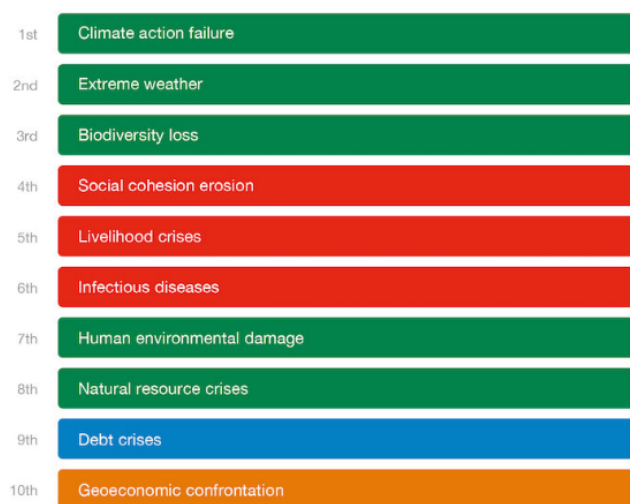 1st Climate action failure
2nd Extreme weather
3rd Biodiversity loss
4th Social cohesion erosion
5th Livelihood crises
6th Infectious diseases
7th Human environmental damage
8th Natural resource crises
9th Debt crises
10th Geoeconomic confrontation